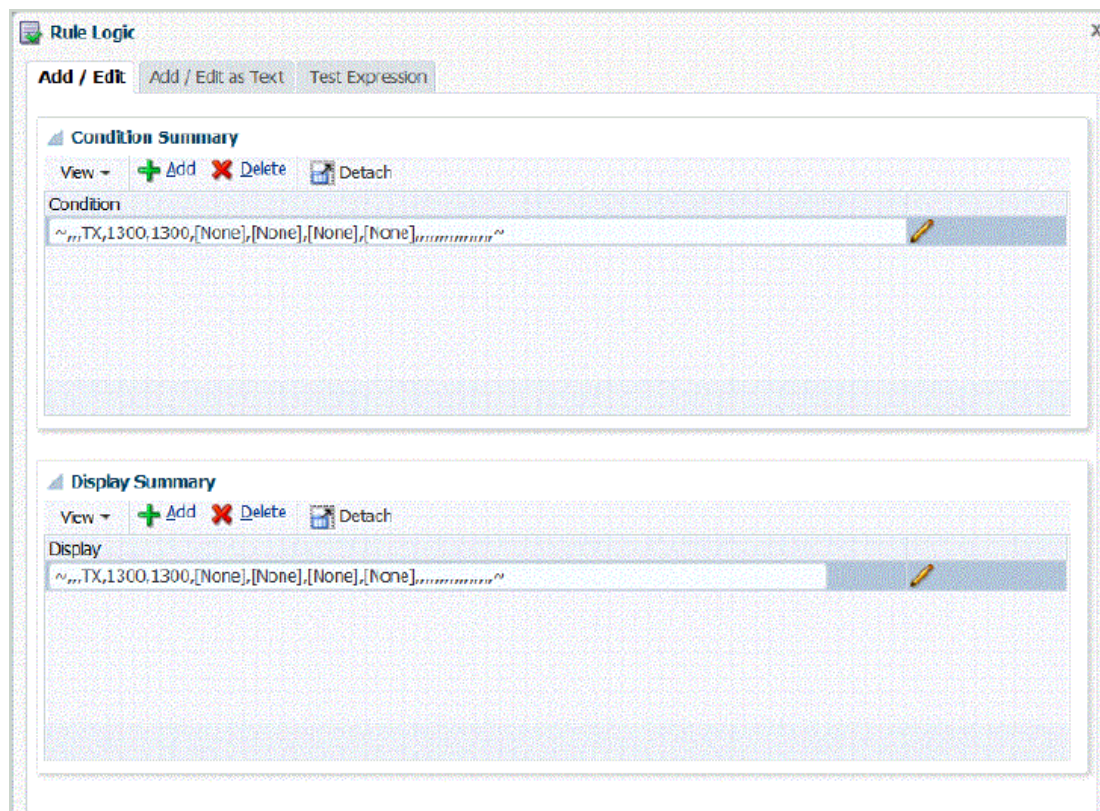 Rule Logic x
Add / Edit Add / Edit as Text Test Expression
Condition Summary
View Add Delete Detach
Condition
~,,,TX,1300,1300,[None],[None],[None],[None],,,,,,,,,,,,,,,,~
Display Summary
View Add Delete Detach
Display
~,,,TX,1300,1300,[None],[None],[None],[None],,,,,,,,,,,,,,,,~